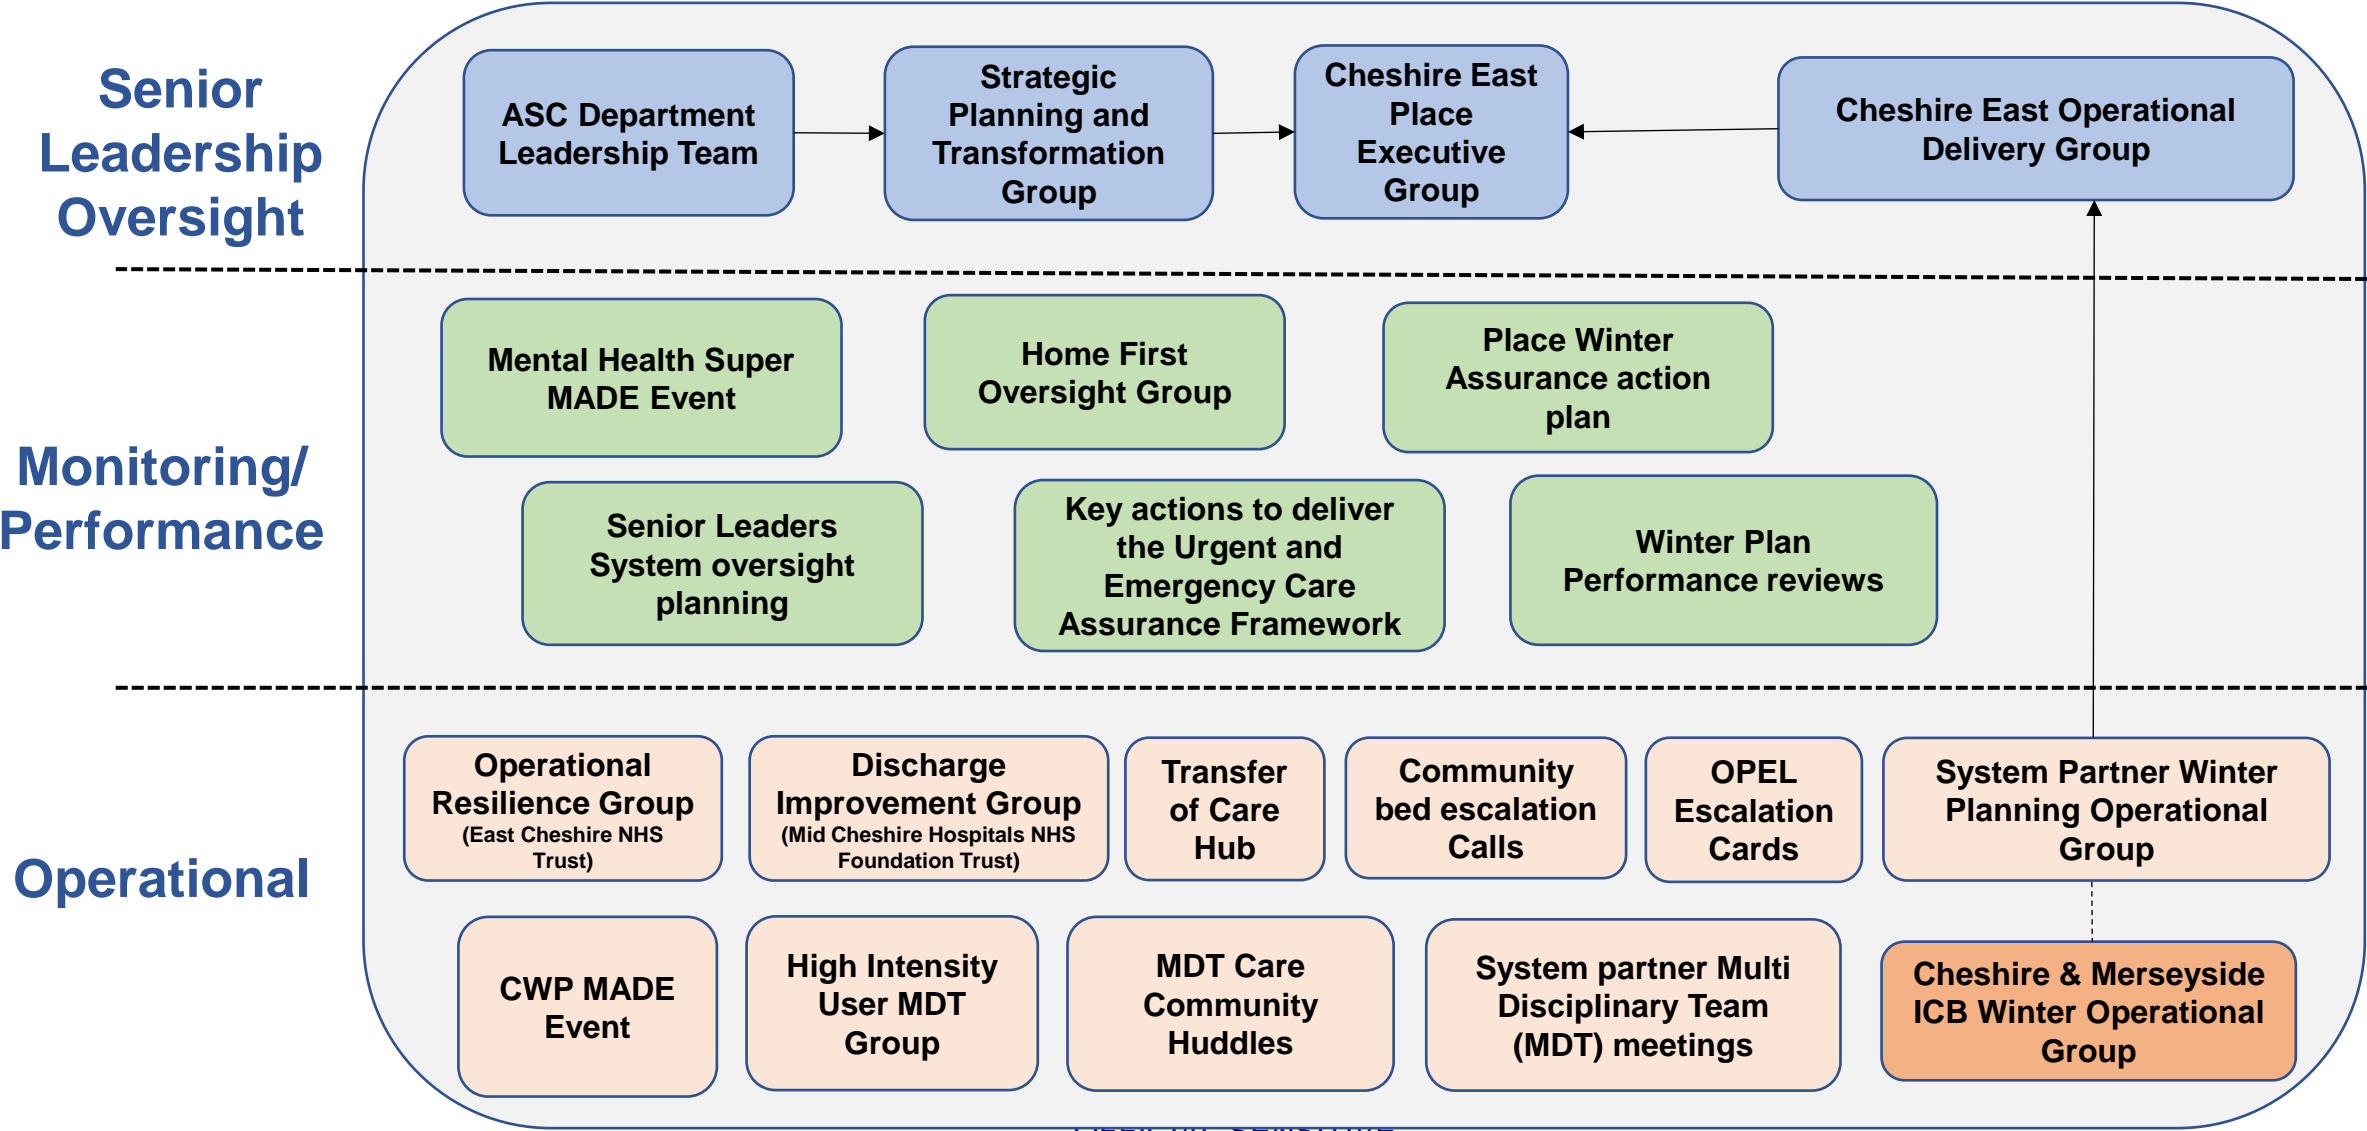 Senior
Leadership
Oversight
ASC Department
Leadership Team
Strategic
Planning and
Transformation
Group
Cheshire East
Place
Executive
Group
Cheshire East Operational
Delivery Group
Monitoring/
Performance
Mental Health Super
MADE Event
Home First
Oversight Group
Place Winter
Assurance action
plan
Senior Leaders
System oversight
planning
Key actions to deliver
the Urgent and
Emergency Care
Assurance Framework
Winter Plan
Performance reviews
Operational
Operational
Resilience Group
(East Cheshire NHS
Trust)
Discharge
Improvement Group
(Mid Cheshire Hospitals NHS
Foundation Trust)
Transfer
of Care
Hub
Community
bed escalation
Calls
OPEL
Escalation
Cards
System Partner Winter
Planning Operational
Group
CWP MADE
Event
High Intensity
User MDT
Group
MDT Care
Community
Huddles
System partner Multi
Disciplinary Team
(MDT) meetings
Cheshire & Merseyside
ICB Winter Operational
Group